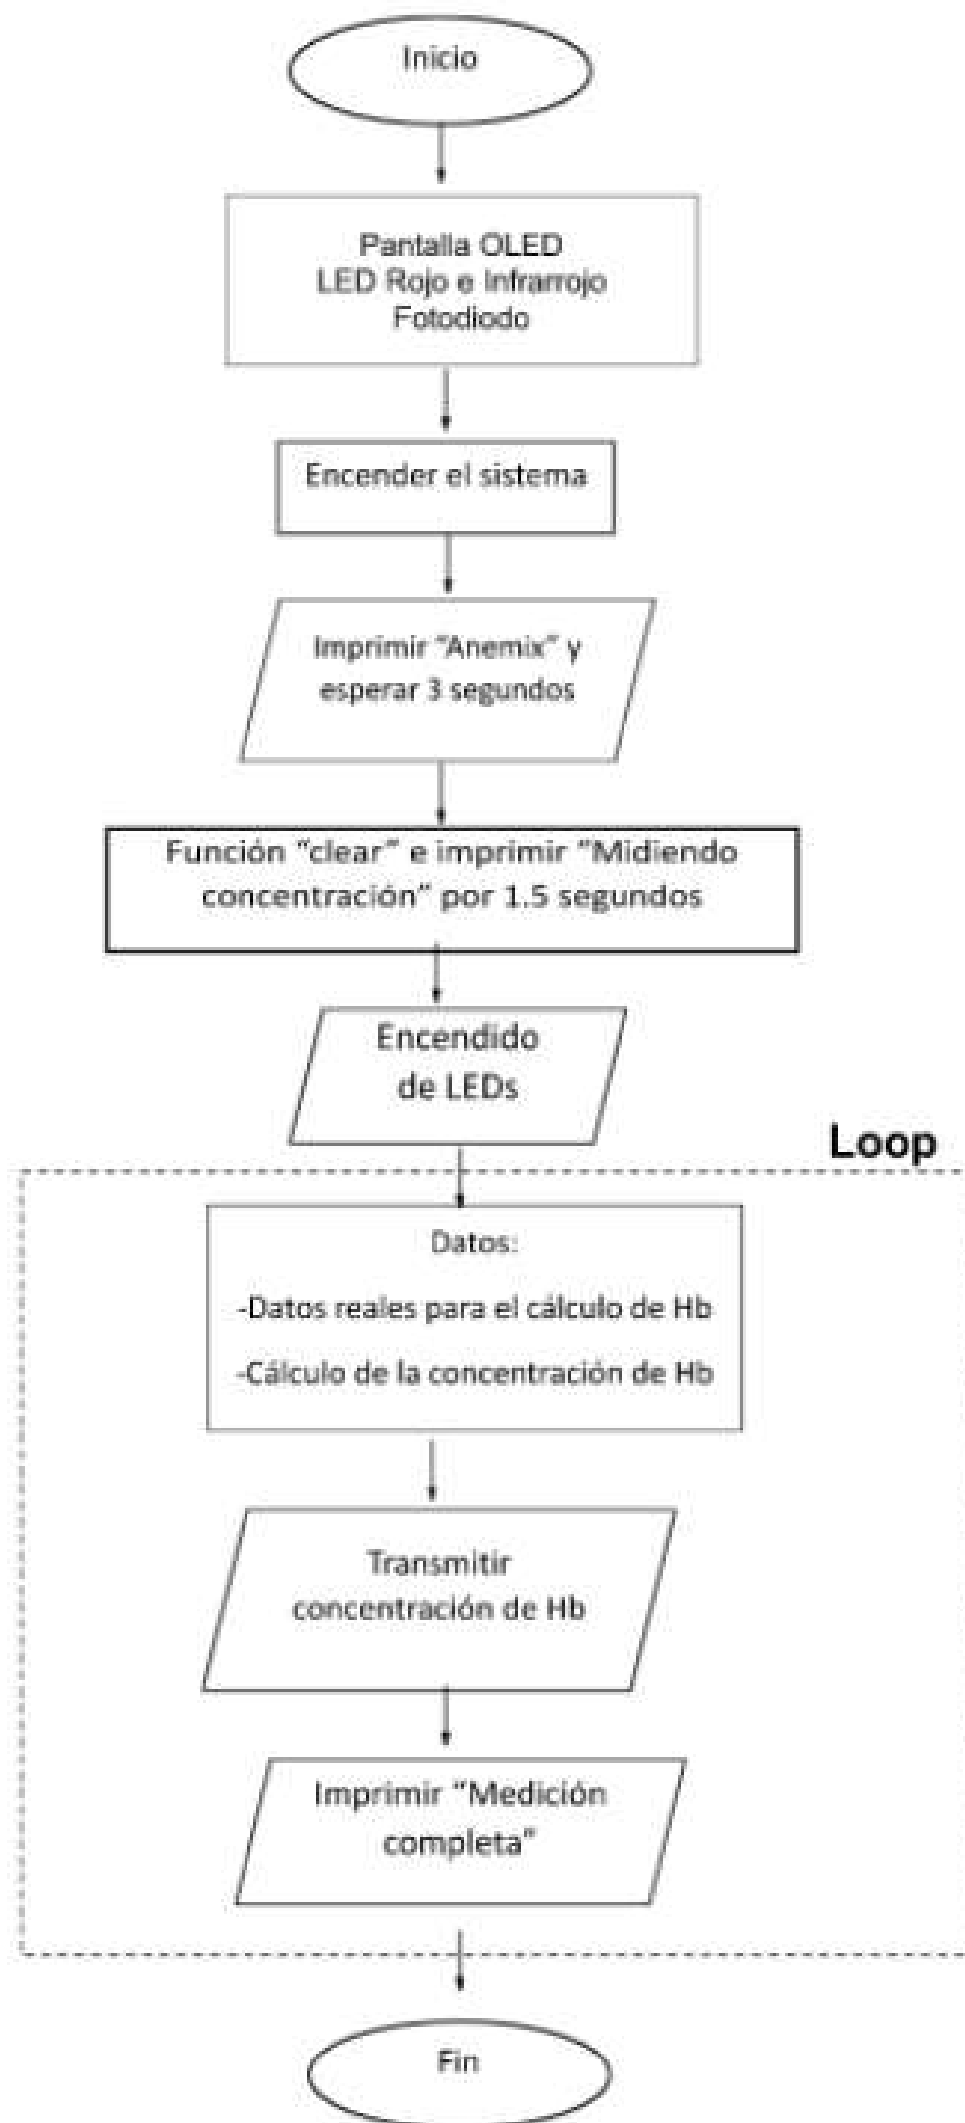 Inicio
Pantalla OLED
LED Rojo e Infrarrojo
Fotodiodo
Encender el sistema
Imprimir “Anemix” y
esperar 3 segundos
Función “clear” e imprimir “Midiendo
concentración” por 1.5 segundos
Encendido
de LEDs
Loop
Datos:
-Datos reales para el cálculo de Hb
-Cálculo de la concentración de Hb
Transmitir
concentración de Hb
Imprimir “Medición
completa”
Fin